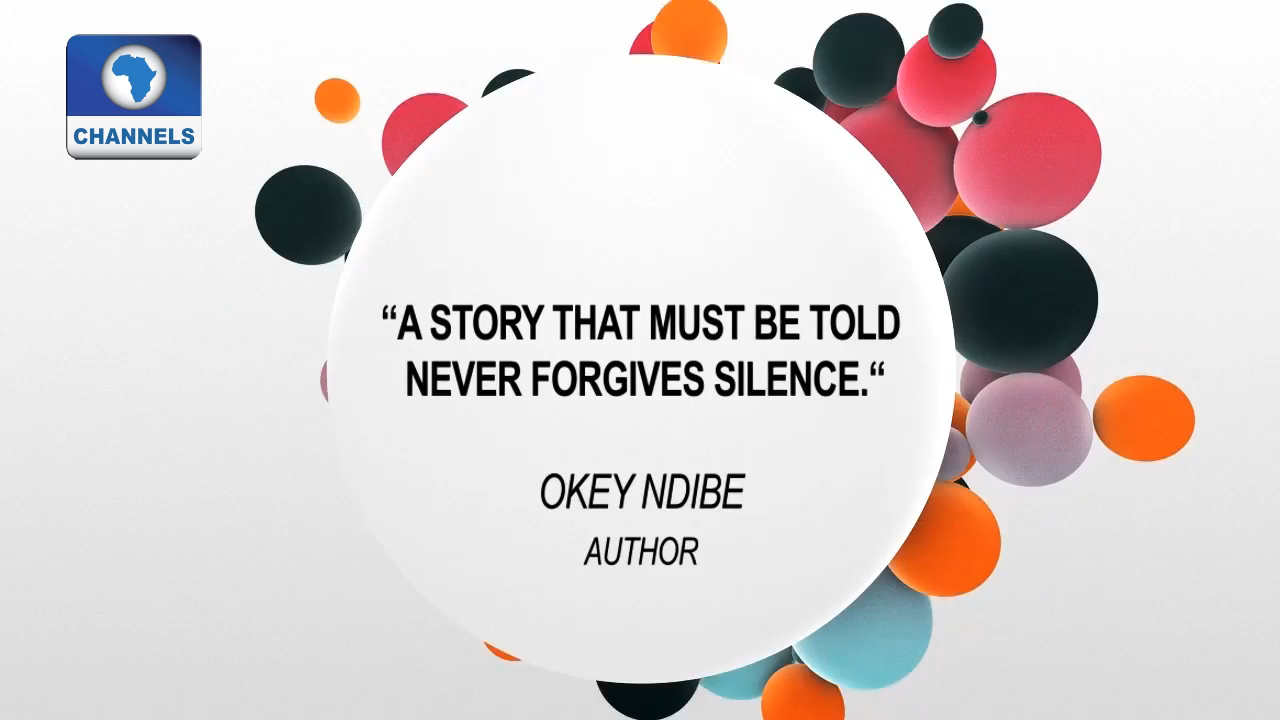 CHANNELS
“A STORY THAT MUST BE TOLD
NEVER FORGIVES SILENCE.“
OKEY NDIBE
AUTHOR